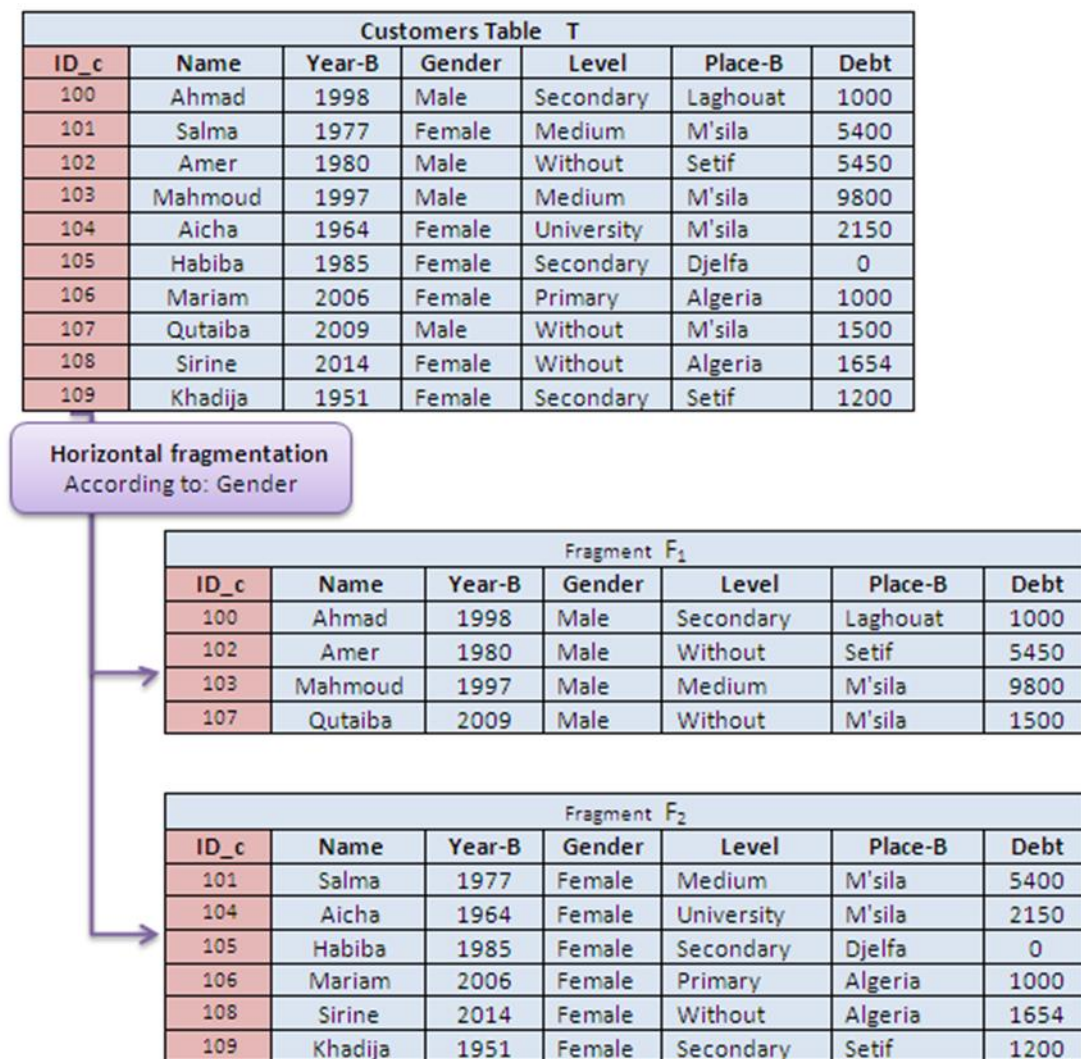 Customers Table T
ID_c Name Year-B Gender Level Place-B Debt
100 Ahmad 1998 Male Secondary Laghouat 1000
101 Salma 1977 Female Medium M'sila 5400
102 Amer 1980 Male Without Setif 5450
103 Mahmoud 1997 Male Medium M'sila 9800
104 Aicha 1964 Female University M'sila 2150
105 Habiba 1985 Female Secondary Djelfa 0
106 Mariam 2006 Female Primary Algeria 1000
107 Qutaiba 2009 Male Without M'sila 1500
108 Sirine 2014 Female Without Algeria 1654
109 Khadija 1951 Female Secondary Setif 1200
Horizontal fragmentation
According to: Gender
Fragment F₁
ID_c Name Year-B Gender Level Place-B Debt
100 Ahmad 1998 Male Secondary Laghouat 1000
102 Amer 1980 Male Without Setif 5450
103 Mahmoud 1997 Male Medium M'sila 9800
107 Qutaiba 2009 Male Without M'sila 1500
Fragment F₂
ID_c Name Year-B Gender Level Place-B Debt
101 Salma 1977 Female Medium M'sila 5400
104 Aicha 1964 Female University M'sila 2150
105 Habiba 1985 Female Secondary Djelfa 0
106 Mariam 2006 Female Primary Algeria 1000
108 Sirine 2014 Female Without Algeria 1654
109 Khadija 1951 Female Secondary Setif 1200